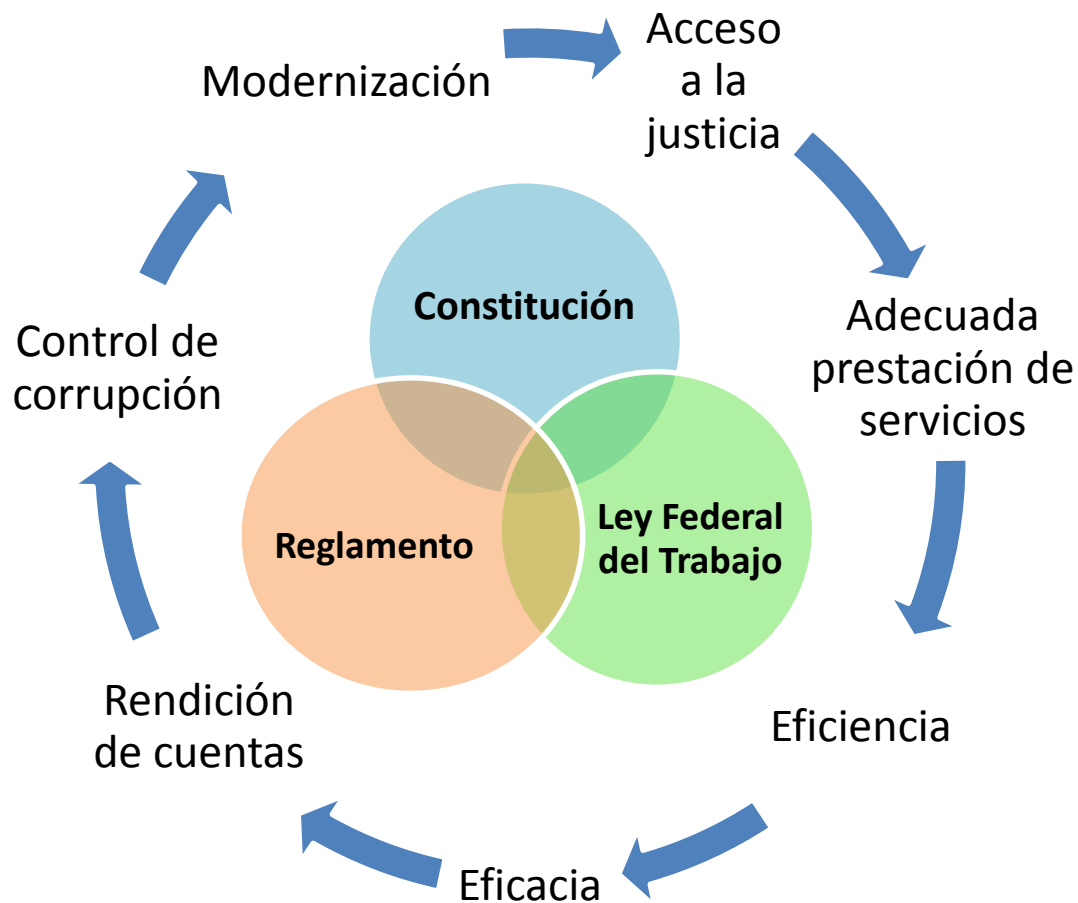 Modernización
Acceso
a la
justicia
Adecuada
prestación de
servicios
Eficiencia
Eficacia
Rendición
de cuentas
Control de
corrupción
Constitución
Reglamento
Ley Federal
del Trabajo